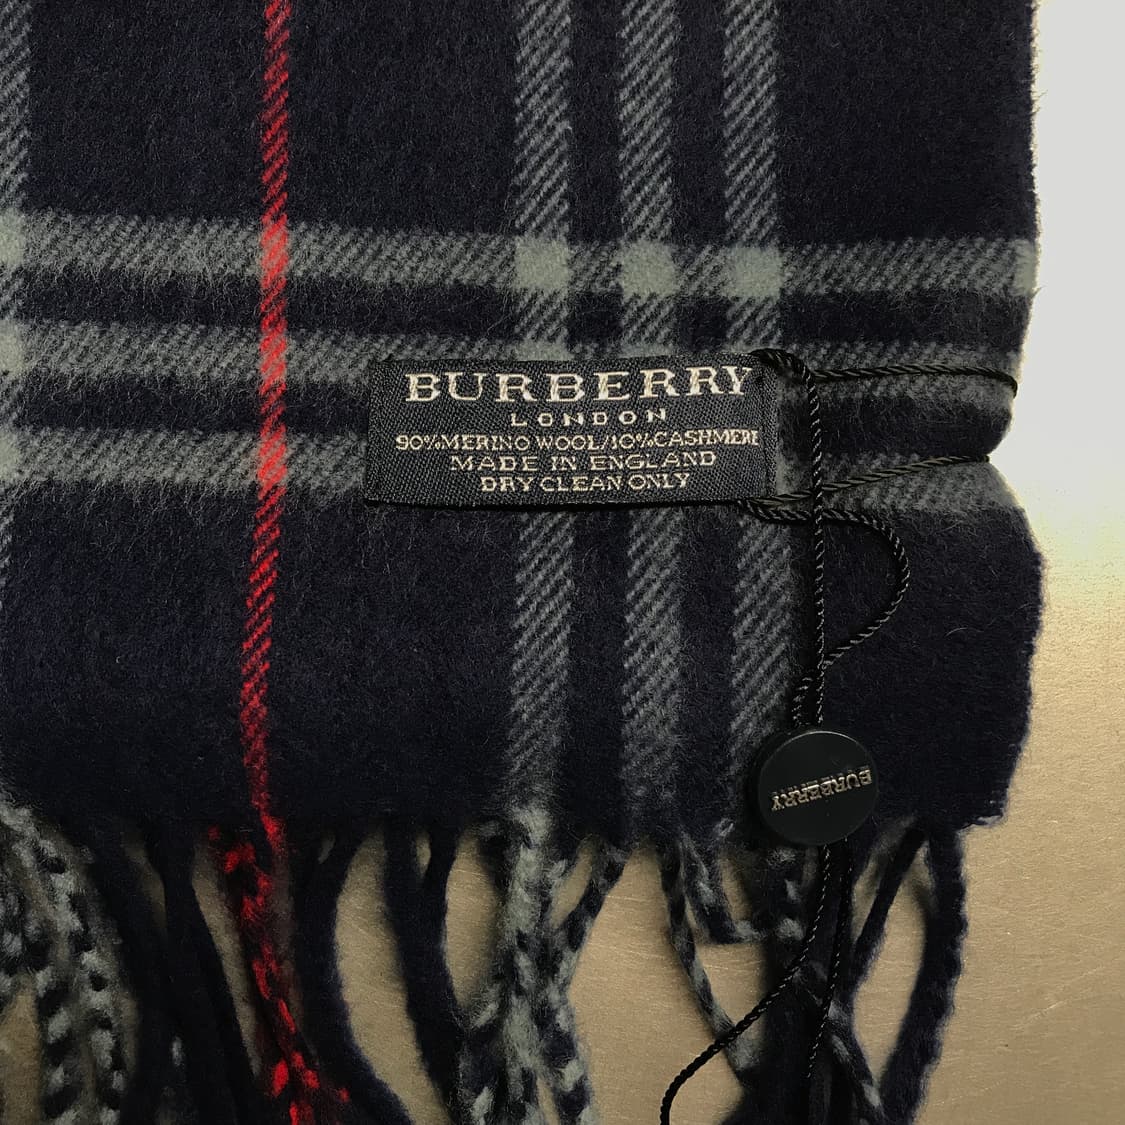 BURBERRY
LONDON
90%MERINO WOOL/10%CASHMERE
MADE IN ENGLAND
DRY CLEAN ONLY
BURBERRY